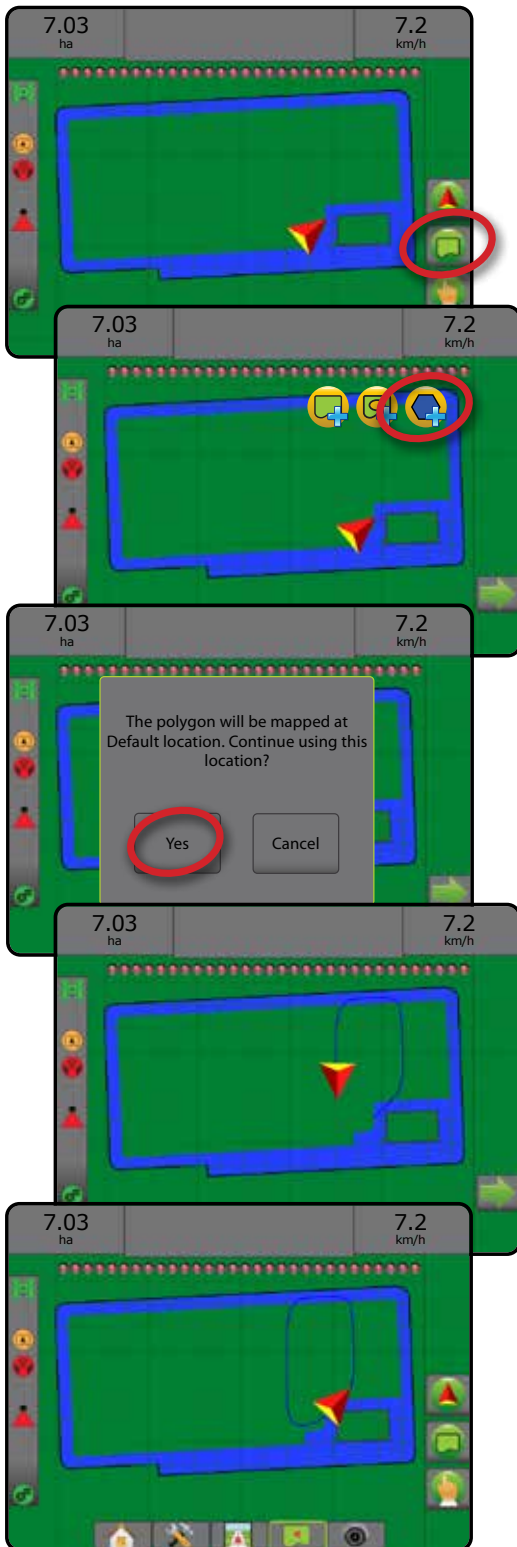 7.03 7.2
ha km/h
7.03 7.2
ha km/h
7.03 7.2
ha km/h
The polygon will be mapped at
Default location. Continue using this
location?
Yes Cancel
7.03 7.2
ha km/h
7.03 7.2
ha km/h